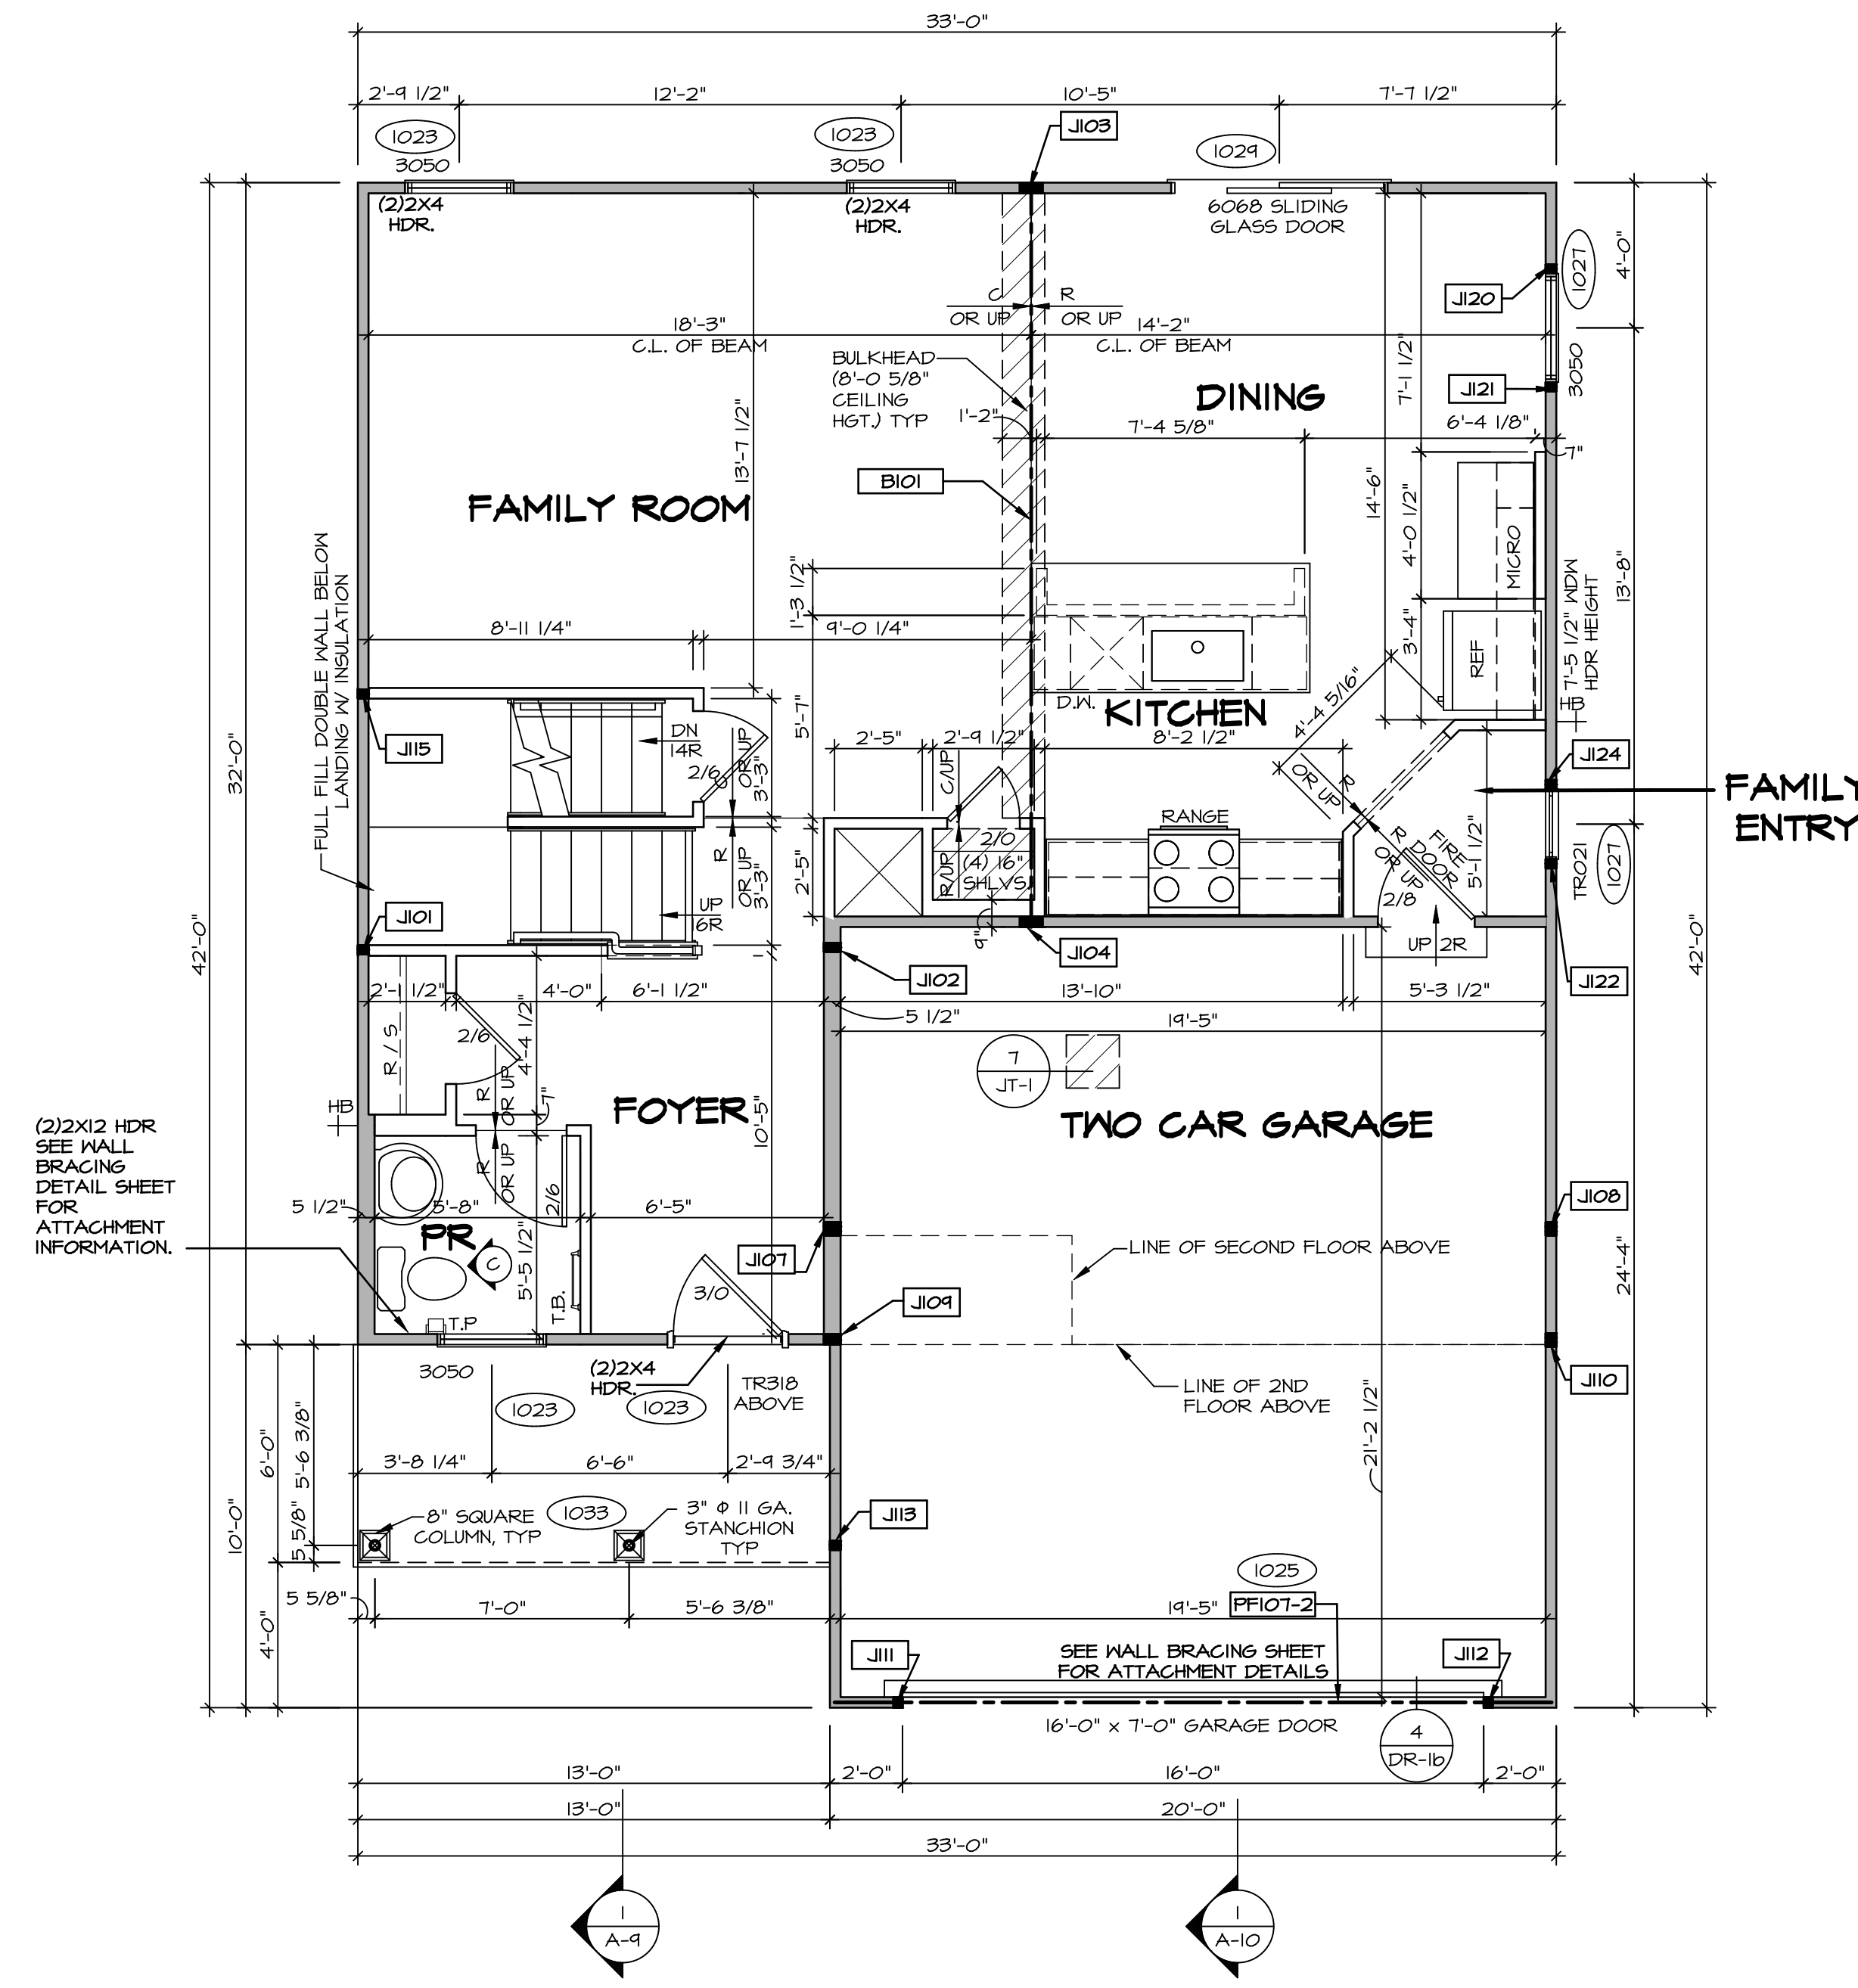 33'-0"
2'-9 1/2"
12'-2"
10'-5"
7'-7 1/2"
1023
3050
(2)2X4
HDR.
1023
3050
(2)2X4
HDR.
J103
1029
6068 SLIDING
GLASS DOOR
1027
4'-0"
J120
C
OR UP
R
OR UP
18'-3"
C.L. OF BEAM
14'-2"
C.L. OF BEAM
BULKHEAD
(8'-0 5/8"
CEILING
HGT.) TYP
1'-2"
DINING
J121
3050
7'-1 1/2"
7'-4 5/8"
6'-4 1/8"
7"
13'-7 1/2"
B101
14'-6"
4'-0 1/2"
FAMILY ROOM
MICRO
FULL FILL DOUBLE WALL BELOW
LANDING W/ INSULATION
7'-5 1/2" WDW
HDR HEIGHT
13'-8"
1'-3 1/2"
8'-11 1/4"
9'-0 1/4"
3'-4"
REF
D.W.
KITCHEN
4'-4 5/16"
HB
32'-0"
J115
DN
14R
2/6
C
OR UP
3'-3"
5'-7"
2'-5"
2'-9 1/2"
8'-2 1/2"
C/UP
R
OR UP
J124
FAMILY
ENTRY
RANGE
R
OR UP
3'-3"
2'-5"
R/UP
2/0
(4) 16"
SHLVS.
R
OR UP
FIRE
DOOR
2/8
5'-1 1/2"
TR021
1027
J101
UP
6R
9"
UP 2R
42'-0"
42'-0"
J102
J104
J122
2'-1 1/2"
4'-0"
6'-1 1/2"
13'-10"
5'-3 1/2"
5 1/2"
19'-5"
R / S
2/6
4'-4 1/2"
7
JT-1
R
OR UP
7"
HB
FOYER
10'-5"
TWO CAR GARAGE
(2)2X12 HDR
SEE WALL
BRACING
DETAIL SHEET
FOR
ATTACHMENT
INFORMATION.
R
OR UP
2/6
5 1/2"
5'-8"
6'-5"
J108
PR
C
J107
LINE OF SECOND FLOOR ABOVE
24'-4"
5'-5 1/2"
T.B.
3/0
J109
T.P
3050
(2)2X4
HDR.
TR318
ABOVE
1023
1023
LINE OF 2ND
FLOOR ABOVE
J110
21'-2 1/2"
6'-0"
5'-6 3/8"
3'-8 1/4"
6'-6"
2'-9 3/4"
10'-0"
5 5/8"
8" SQUARE
COLUMN, TYP
1033
3" Φ 11 GA.
STANCHION
TYP
J113
1025
5 5/8"
7'-0"
5'-6 3/8"
19'-5"
PF107-2
4'-0"
J111
SEE WALL BRACING SHEET
FOR ATTACHMENT DETAILS
J112
16'-0" x 7'-0" GARAGE DOOR
4
DR-1b
13'-0"
2'-0"
16'-0"
2'-0"
13'-0"
20'-0"
33'-0"
1
A-9
1
A-10